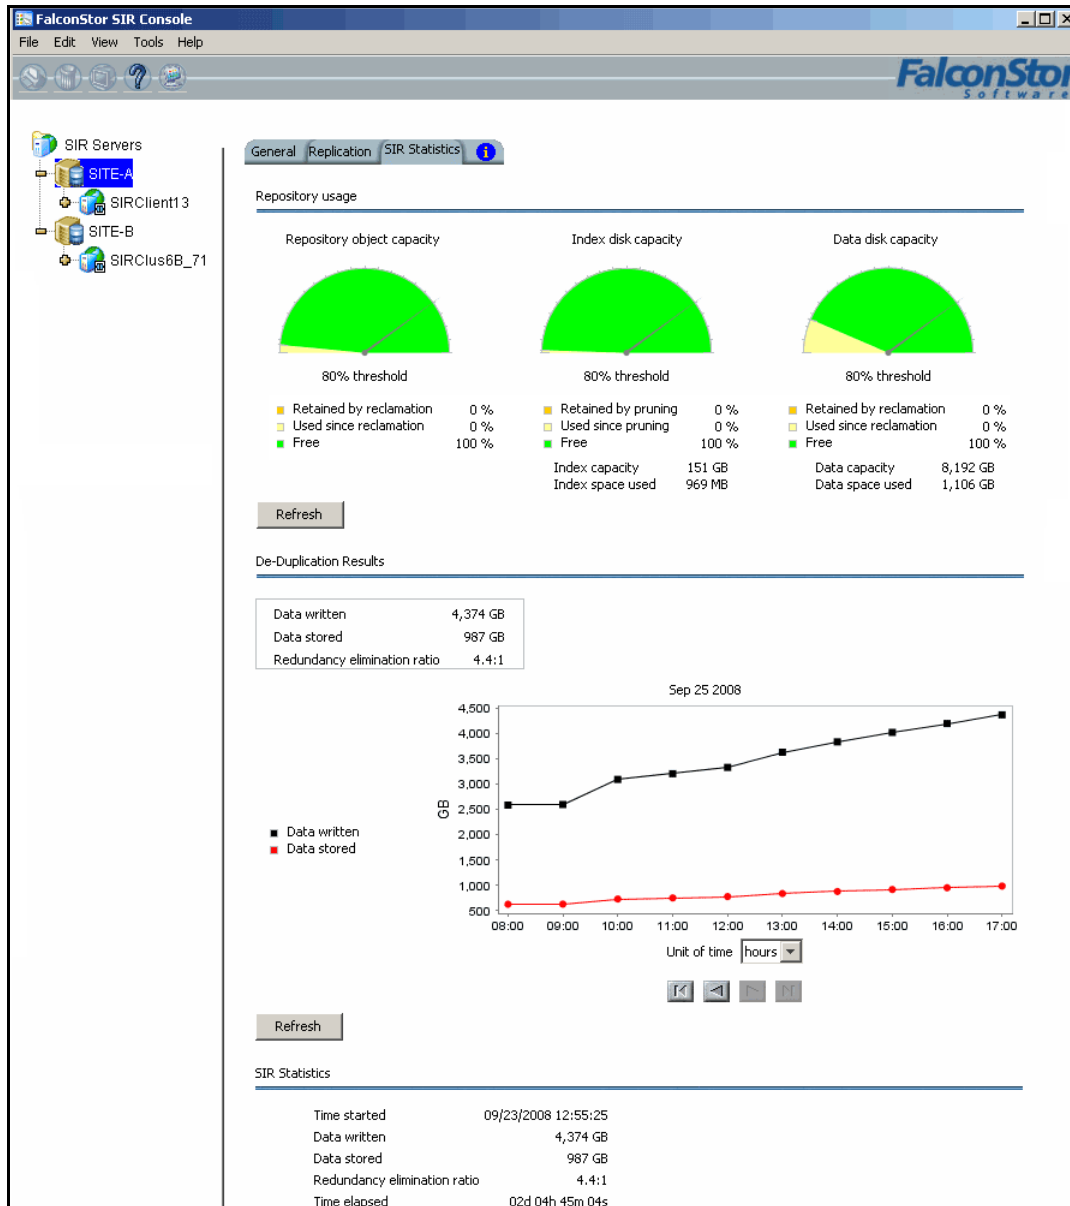 FalconStor SIR Console
File Edit View Tools Help
FalconStor
Software
SIR Servers
SITE-A
SIRClient13
SITE-B
SIRClus6B_71
General Replication SIR Statistics i
Repository usage
Repository object capacity Index disk capacity Data disk capacity
80% threshold 80% threshold 80% threshold
Retained by reclamation 0 % Retained by pruning 0 % Retained by reclamation 0 %
Used since reclamation 0 % Used since pruning 0 % Used since reclamation 0 %
Free 100 % Free 100 % Free 100 %
Index capacity 151 GB Data capacity 8,192 GB
Index space used 969 MB Data space used 1,106 GB
Refresh
De-Duplication Results
Data written 4,374 GB
Data stored 987 GB
Redundancy elimination ratio 4.4:1
Sep 25 2008
4,500
4,000
3,500
3,000
2,500
2,000
1,500
1,000
500
GB
Data written
Data stored
08:00 09:00 10:00 11:00 12:00 13:00 14:00 15:00 16:00 17:00
Unit of time hours
Refresh
SIR Statistics
Time started 09/23/2008 12:55:25
Data written 4,374 GB
Data stored 987 GB
Redundancy elimination ratio 4.4:1
Time elapsed 02d 04h 45m 04s